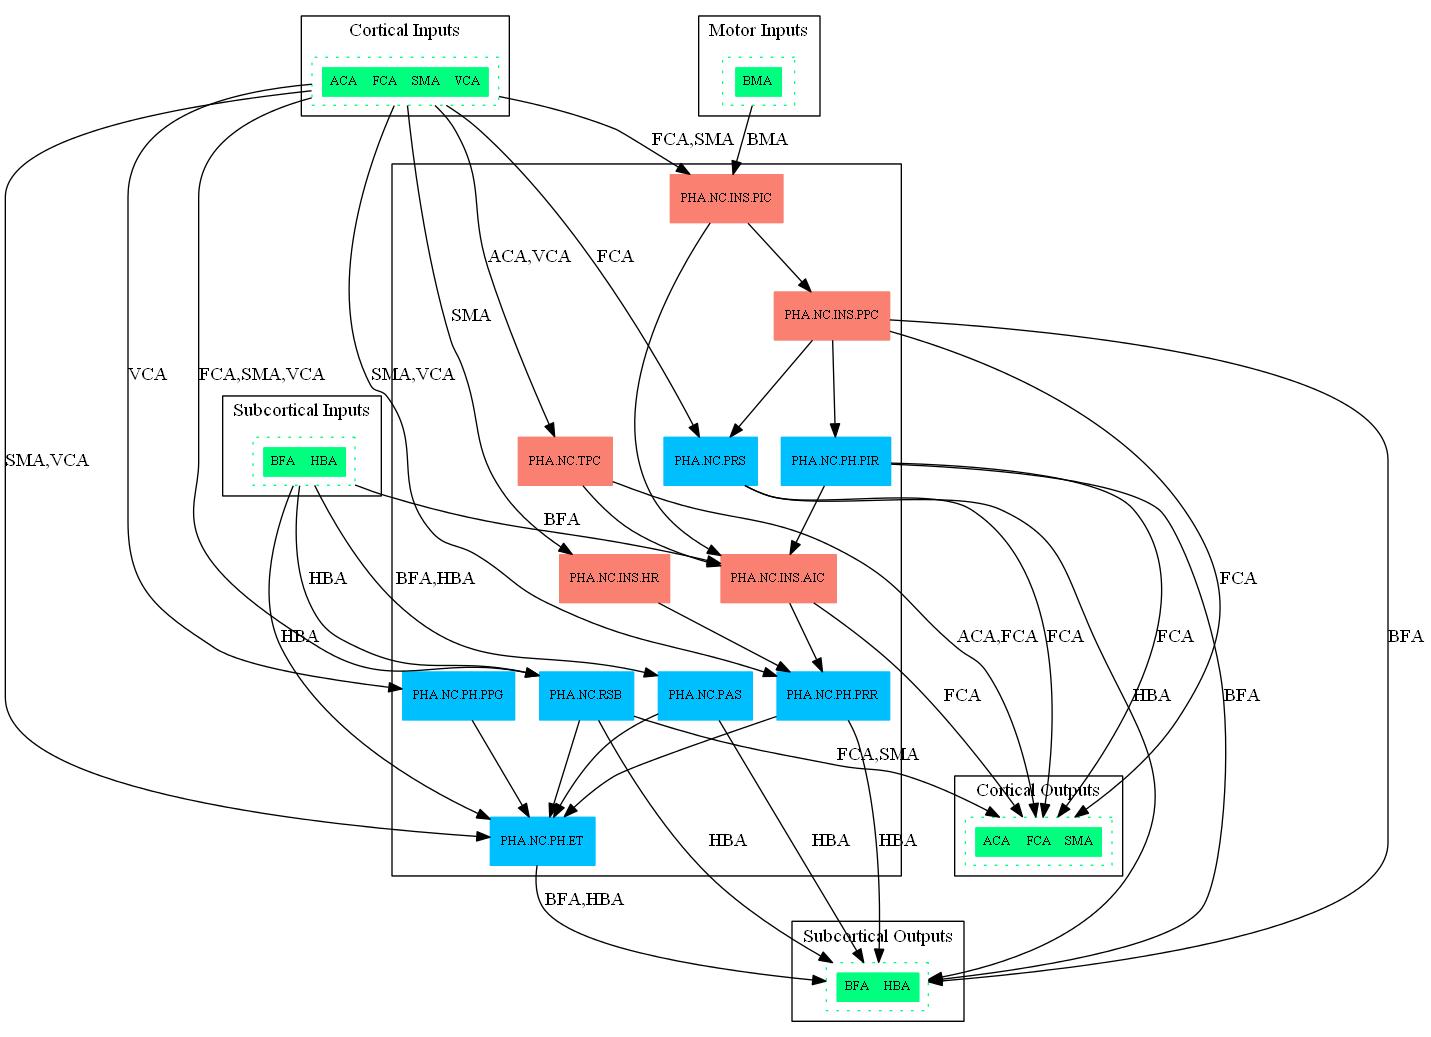 Cortical Inputs
Motor Inputs
ACA FCA SMA VCA
BMA
FCA,SMA
BMA
PHA.NC.INS.PIC
ACA,VCA
FCA
SMA
PHA.NC.INS.PPC
VCA
FCA,SMA,VCA
SMA,VCA
Subcortical Inputs
SMA,VCA
BFA HBA
PHA.NC.TPC
PHA.NC.PRS
PHA.NC.PH.PIR
BFA
HBA
BFA,HBA
PHA.NC.INS.HR
PHA.NC.INS.AIC
FCA
HBA
ACA,FCA
FCA
FCA
BFA
PHA.NC.PH.PPG
PHA.NC.RSB
PHA.NC.PAS
PHA.NC.PH.PRR
FCA
HBA
BFA
FCA,SMA
Cortical Outputs
PHA.NC.PH.ET
HBA
HBA
HBA
ACA FCA SMA
BFA,HBA
Subcortical Outputs
BFA HBA